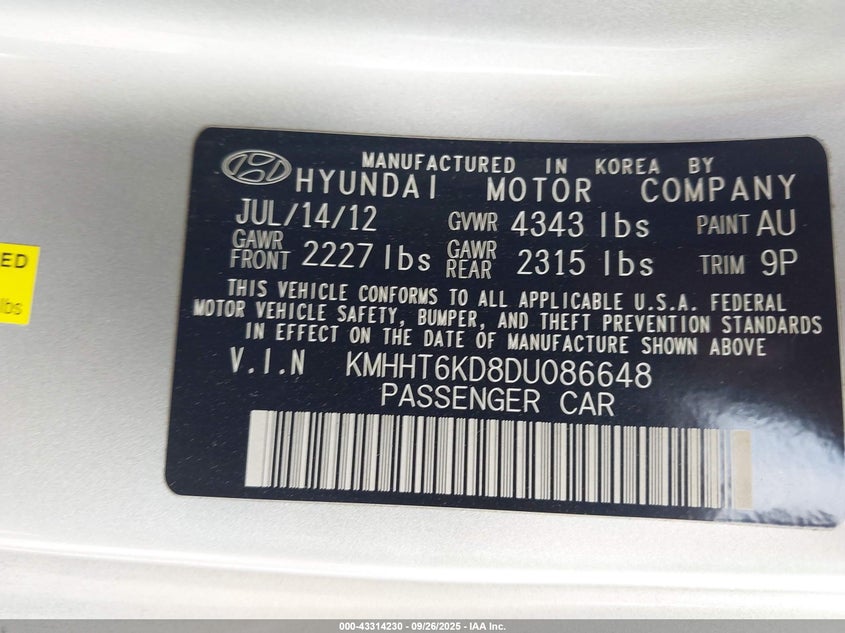 MANUFACTURED IN KOREA BY
HYUNDAI MOTOR COMPANY
JUL/14/12 GVWR 4343 lbs PAINT AU
GAWR FRONT 2227 lbs GAWR REAR 2315 lbs TRIM 9P
THIS VEHICLE CONFORMS TO ALL APPLICABLE U.S.A. FEDERAL
MOTOR VEHICLE SAFETY, BUMPER, AND THEFT PREVENTION STANDARDS
IN EFFECT ON THE DATE OF MANUFACTURE SHOWN ABOVE
V.I.N KMHHT6KD8DU086648
PASSENGER CAR
ED
lbs
000-43314230 - 09/26/2025 - IAA Inc.